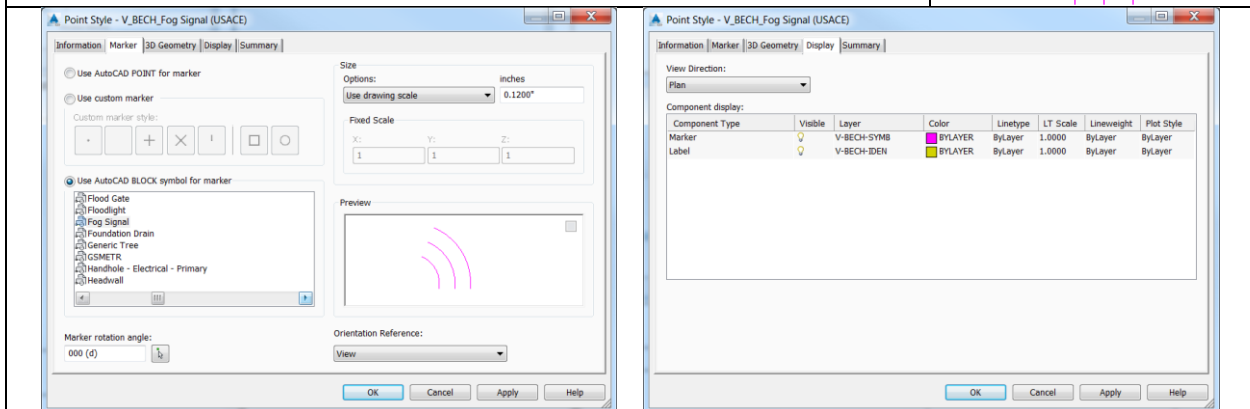 Point Style - V_BECH_Fog Signal (USACE)
Information Marker 3D Geometry Display Summary
Use AutoCAD POINT for marker
Use custom marker
Custom marker style:
Use AutoCAD BLOCK symbol for marker
Flood Gate
Floodlight
Fog Signal
Foundation Drain
Generic Tree
GSMETR
Handhole - Electrical - Primary
Headwall
Marker rotation angle:
000 (d)
Size
Options: inches
Use drawing scale 0.1200"
Fixed Scale
X: Y: Z:
1 1 1
Preview
Orientation Reference:
View
OK Cancel Apply Help
Point Style - V_BECH_Fog Signal (USACE)
Information Marker 3D Geometry Display Summary
View Direction:
Plan
Component display:
Component Type Visible Layer Color Linetype LT Scale Lineweight Plot Style
Marker V-BECH-SYMB BYLAYER ByLayer 1.0000 ByLayer ByLayer
Label V-BECH-IDEN BYLAYER ByLayer 1.0000 ByLayer ByLayer
OK Cancel Apply Help